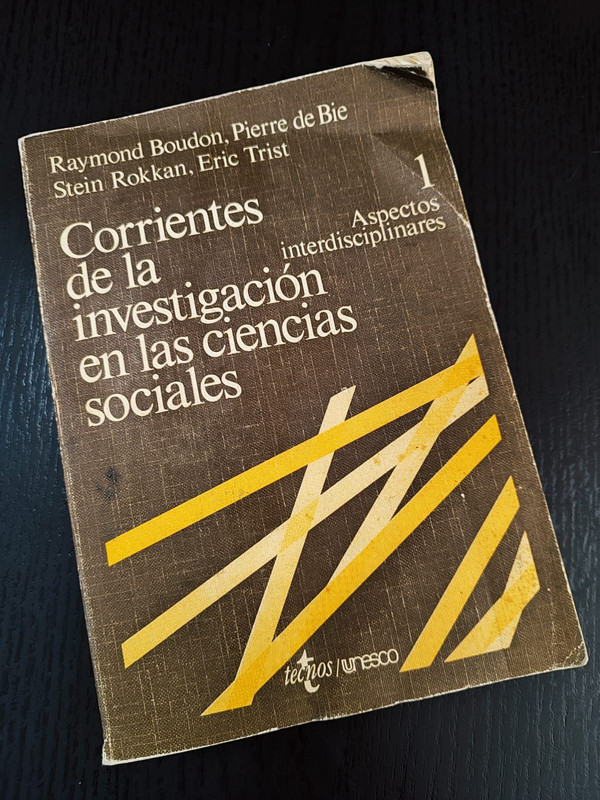 Raymond Boudon, Pierre de Bie
Stein Rokkan, Eric Trist
1
Aspectos
interdisciplinares
Corrientes
de la
investigación
en las ciencias
sociales
tecnos/unesco